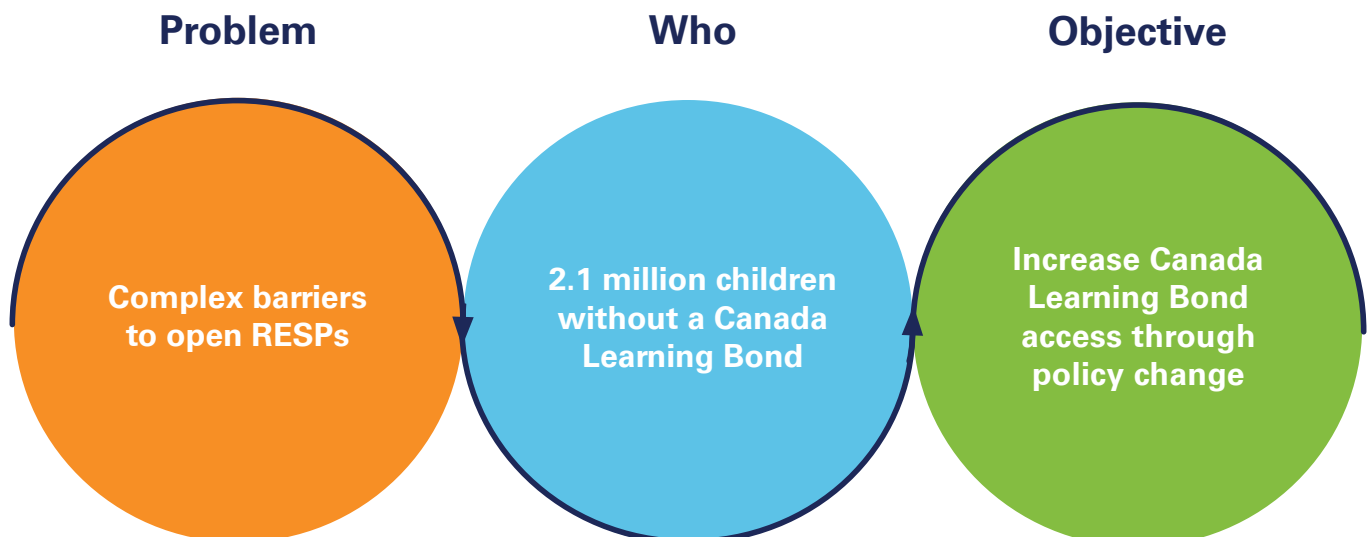 Problem
Complex barriers
to open RESPs
Who
2.1 million children
without a Canada
Learning Bond
Objective
Increase Canada
Learning Bond
access through
policy change